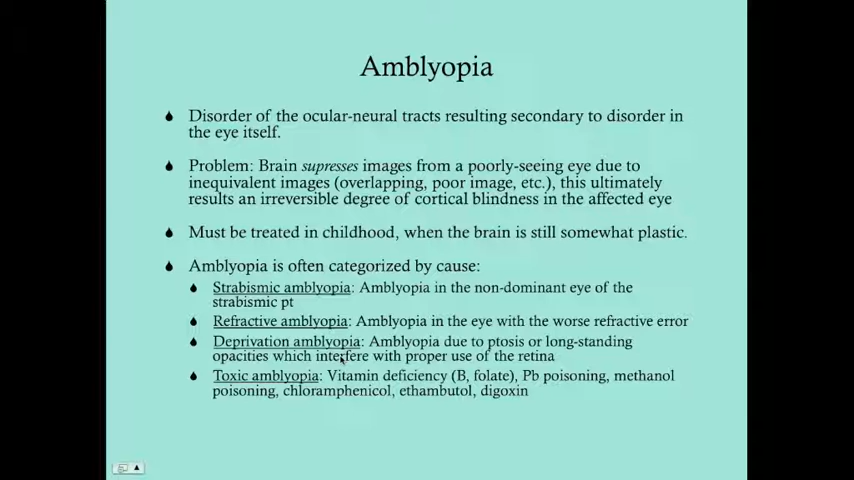 Amblyopia
Disorder of the ocular-neural tracts resulting secondary to disorder in
the eye itself.
Problem: Brain supresses images from a poorly-seeing eye due to
inequivalent images (overlapping, poor image, etc.), this ultimately
results an irreversible degree of cortical blindness in the affected eye
Must be treated in childhood, when the brain is still somewhat plastic.
Amblyopia is often categorized by cause:
Strabismic amblyopia: Amblyopia in the non-dominant eye of the
strabismic pt
Refractive amblyopia: Amblyopia in the eye with the worse refractive error
Deprivation amblyopia: Amblyopia due to ptosis or long-standing
opacities which interfere with proper use of the retina
Toxic amblyopia: Vitamin deficiency (B, folate), Pb poisoning, methanol
poisoning, chloramphenicol, ethambutol, digoxin